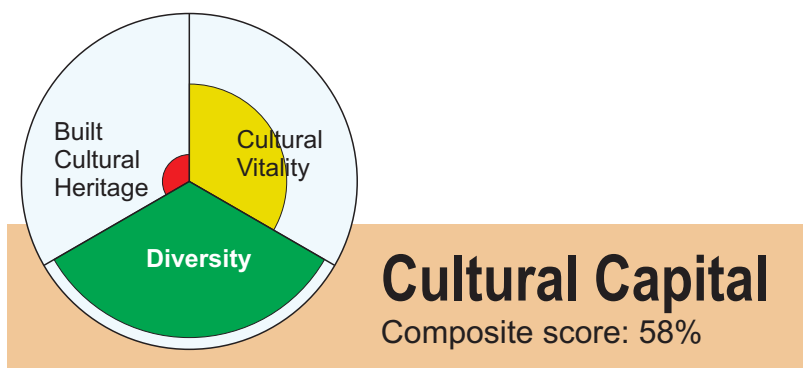 Built
Cultural
Heritage
Cultural
Vitality
Diversity
Cultural Capital
Composite score: 58%